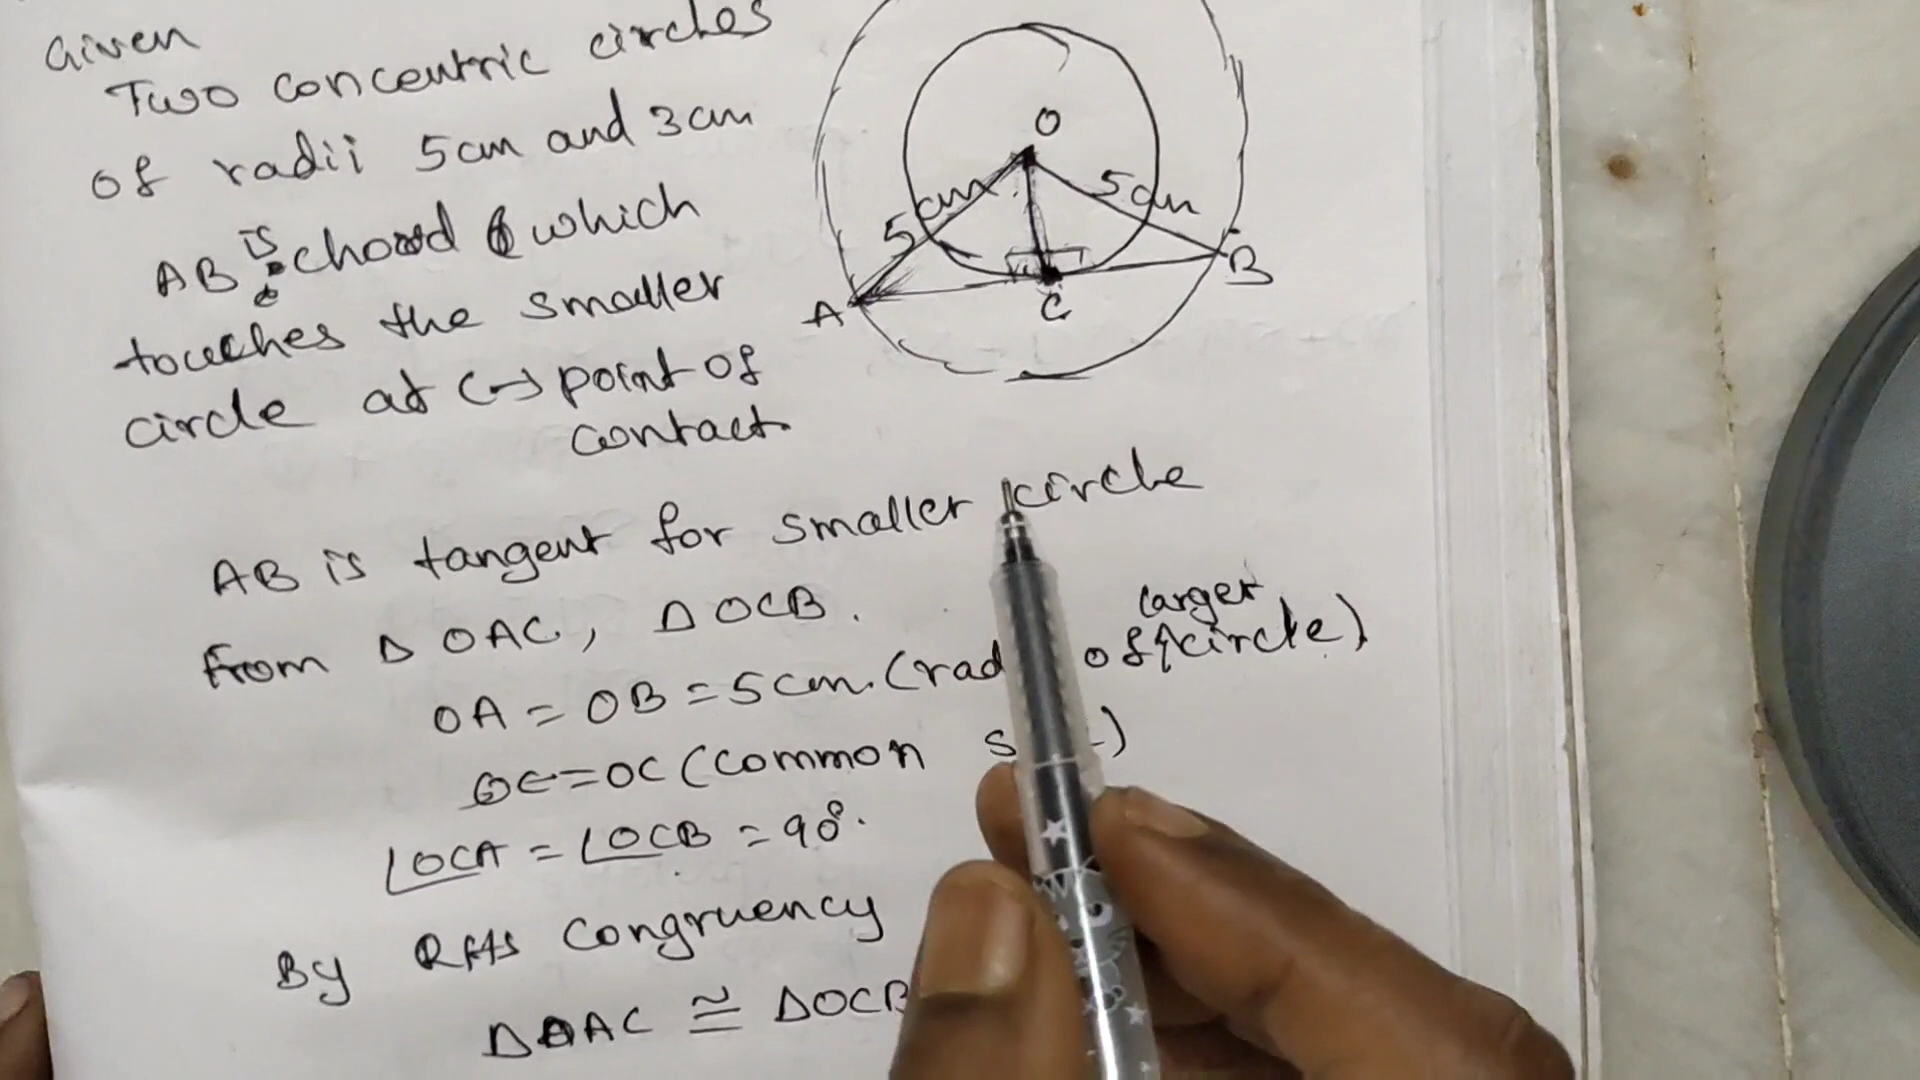 Given
Two concentric circles
of radii 5cm and 3cm
AB is chord which
touches the smaller
circle at C → point of
contact.
O
5cm
5cm
A
B
C
AB is tangent for smaller circle
From Δ OAC, Δ OCB.
larger
OA = OB = 5cm. (rad of circle)
OC = OC (common
∠OCA = ∠OCB = 90°.
By RHS Congruency
ΔOAC ≅ ΔOCB